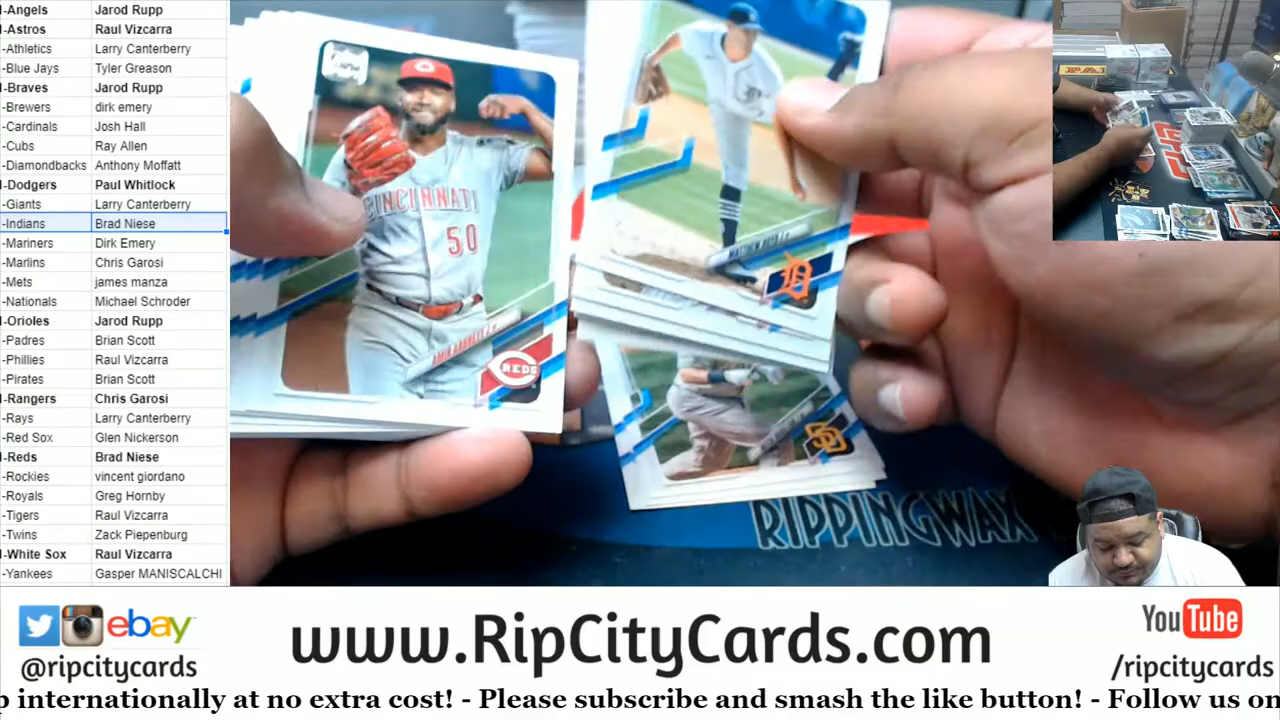 -Angels Jarod Rupp
-Astros Raul Vizcarra
-Athletics Larry Canterberry
-Blue Jays Tyler Greason
-Braves Jarod Rupp
-Brewers dirk emery
-Cardinals Josh Hall
-Cubs Ray Allen
-Diamondbacks Anthony Moffatt
-Dodgers Paul Whitlock
-Giants Larry Canterberry
-Indians Brad Niese
-Mariners Dirk Emery
-Marlins Chris Garosi
-Mets james manza
-Nationals Michael Schroder
-Orioles Jarod Rupp
-Padres Brian Scott
-Phillies Raul Vizcarra
-Pirates Brian Scott
-Rangers Chris Garosi
-Rays Larry Canterberry
-Red Sox Glen Nickerson
-Reds Brad Niese
-Rockies vincent giordano
-Royals Greg Hornby
-Tigers Raul Vizcarra
-Twins Zack Piepenburg
-White Sox Raul Vizcarra
-Yankees Gasper MANISCALCHI
CINCINNATI
50
REDS
D
SD
RIPPINGWAX
ebay
@ripcitycards
www.RipCityCards.com
YouTube
/ripcitycards
p internationally at no extra cost! - Please subscribe and smash the like button! - Follow us on